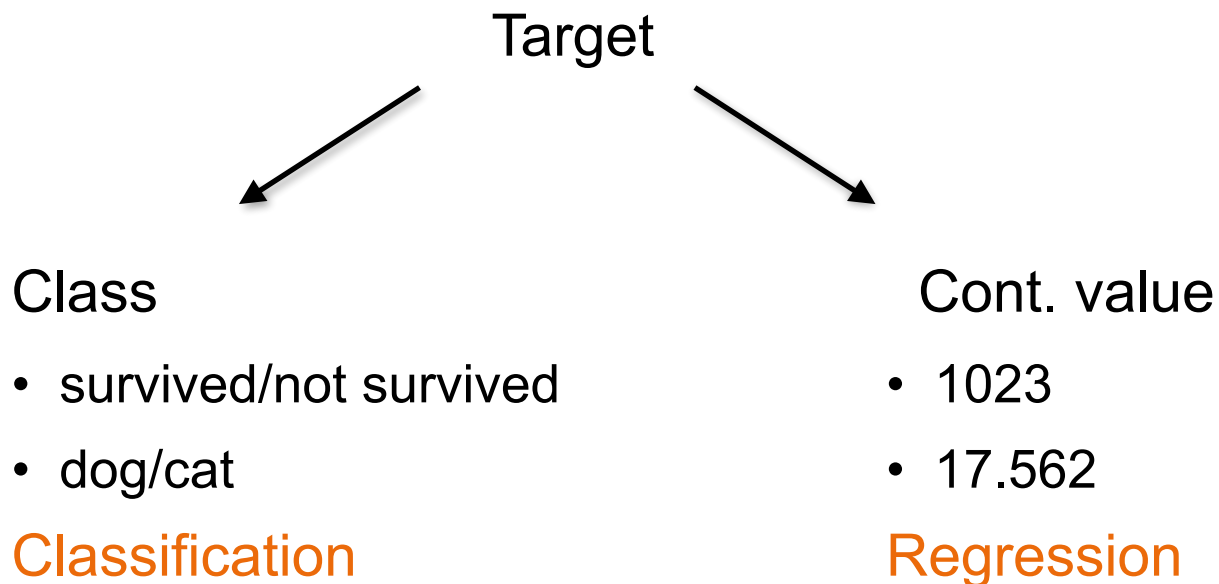 Target
Class
• survived/not survived
• dog/cat
Classification
Cont. value
• 1023
• 17.562
Regression